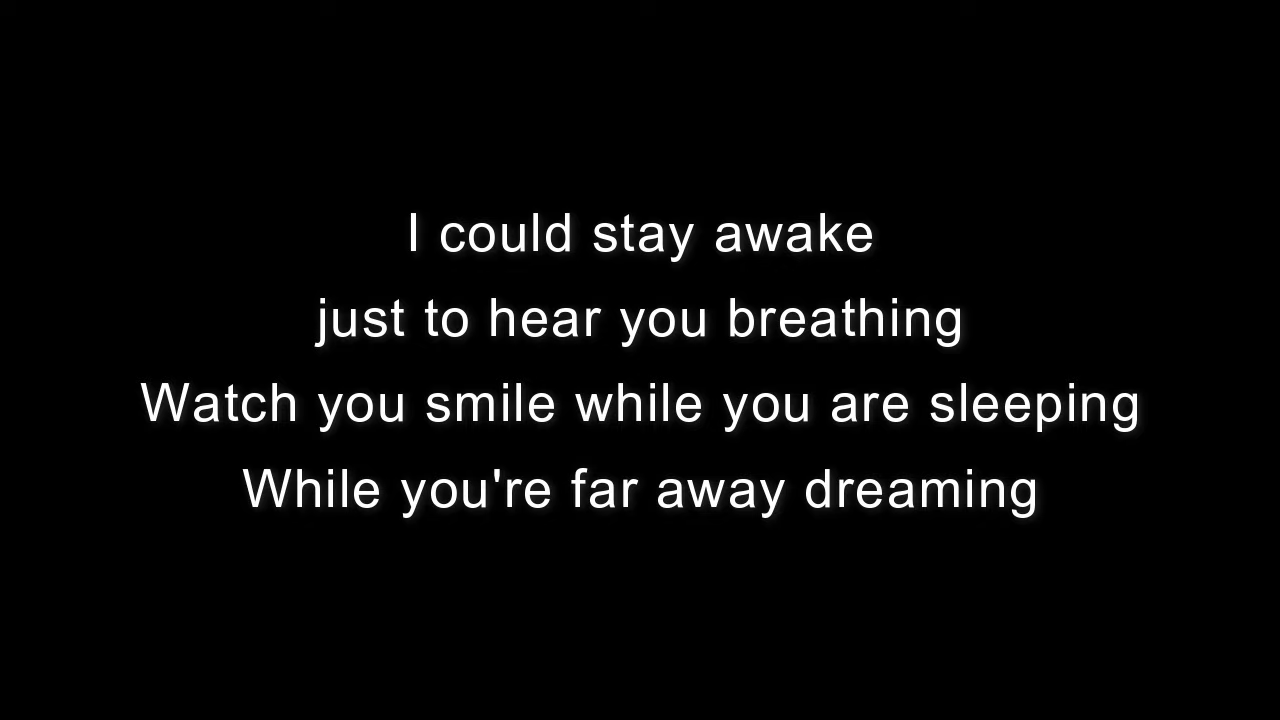 I could stay awake
just to hear you breathing
Watch you smile while you are sleeping
While you're far away dreaming